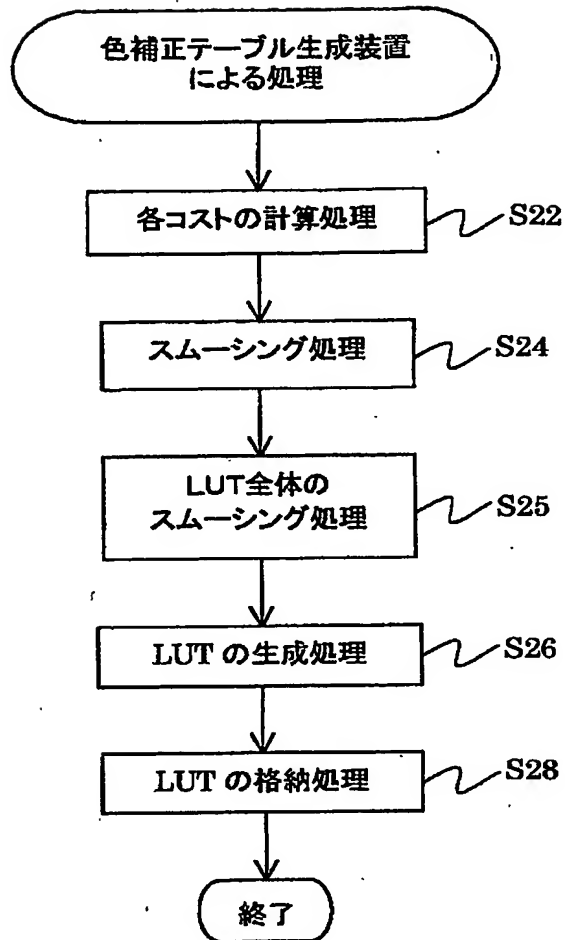 色補正テーブル生成装置
による処理
各コストの計算処理
S22
スムーシング処理
S24
LUT全体の
スムーシング処理
S25
LUT の生成処理
S26
LUT の格納処理
S28
終了